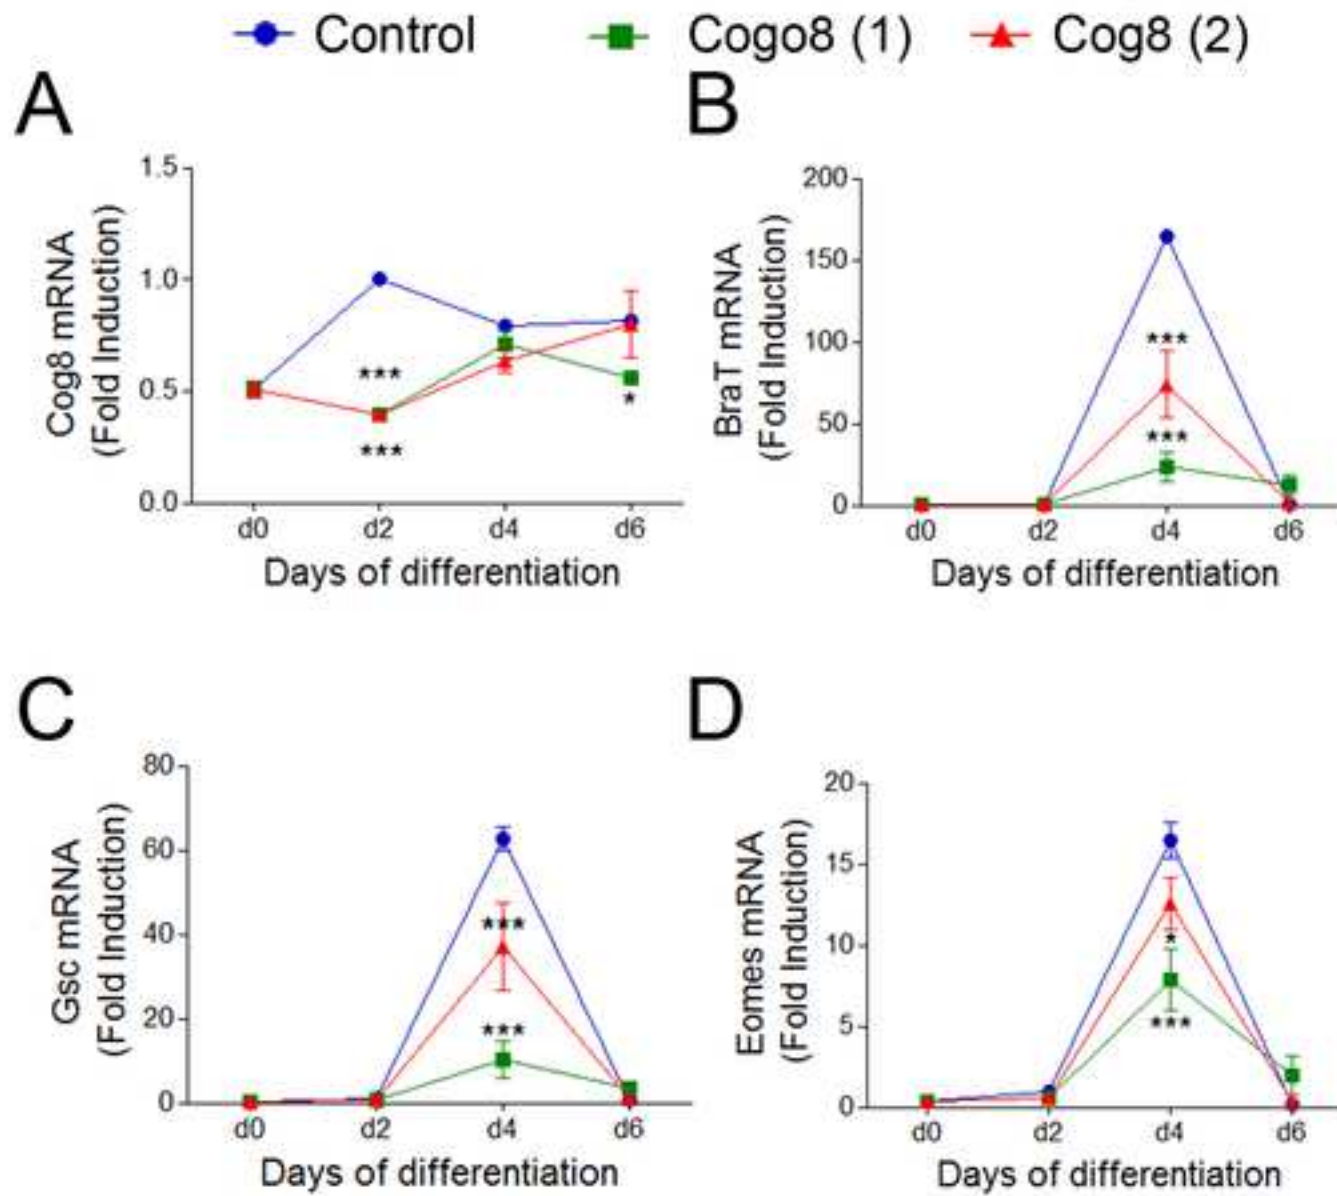 Control Cogo8 (1) Cog8 (2)
A
Cog8 mRNA
(Fold Induction)
1.5
1.0
0.5
0.0
***
***
*
d0 d2 d4 d6
Days of differentiation
B
BraT mRNA
(Fold Induction)
200
150
100
50
0
***
***
d0 d2 d4 d6
Days of differentiation
C
Gsc mRNA
(Fold Induction)
80
60
40
20
0
***
***
d0 d2 d4 d6
Days of differentiation
D
Eomes mRNA
(Fold Induction)
20
15
10
5
0
*
***
d0 d2 d4 d6
Days of differentiation